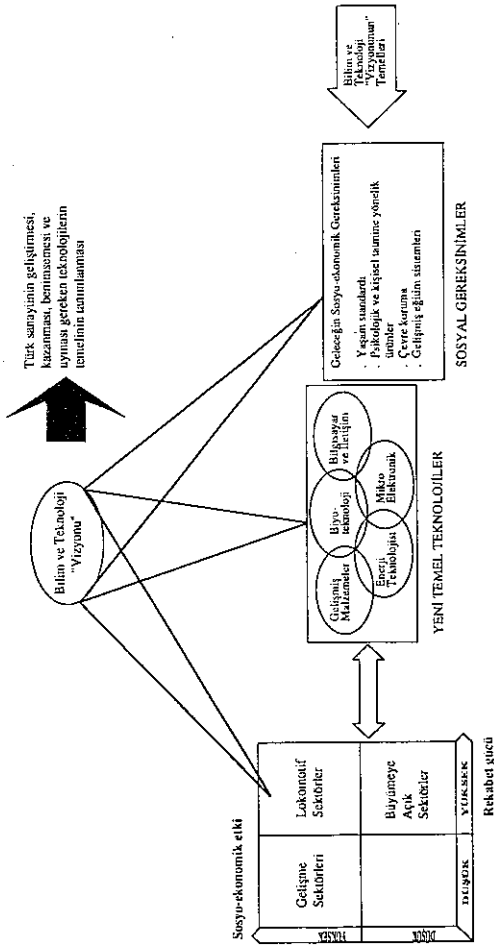 Türk sanayiinin geliştirmesi,
kazanması, benimsemesi ve
uyması gereken teknolojilerin
temelinin tanımlanması
Bilim ve Teknoloji
"Vizyonu"
Sosyo-ekonomik etki
YÜKSEK
DÜŞÜK
Gelişme
Sektörleri
Lokomotif
Sektörler
Büyümeye
Açık
Sektörler
DÜŞÜK
YÜKSEK
Rekabet gücü
Gelişmiş
Malzemeler
Biyo-
teknoloji
Bilgisayar
ve İletişim
Enerji
Teknolojisi
Mikro
Elektronik
YENİ TEMEL TEKNOLOJİLER
Geleceğin Sosyo-ekonomik Gereksinimleri
. Yaşam standardı
. Psikolojik ve kişisel tatmine yönelik
ürünler
. Çevre koruma
. Gelişmiş eğitim sistemleri
SOSYAL GEREKSİNİMLER
Bilim ve
Teknoloji
"Vizyonunun"
Temelleri